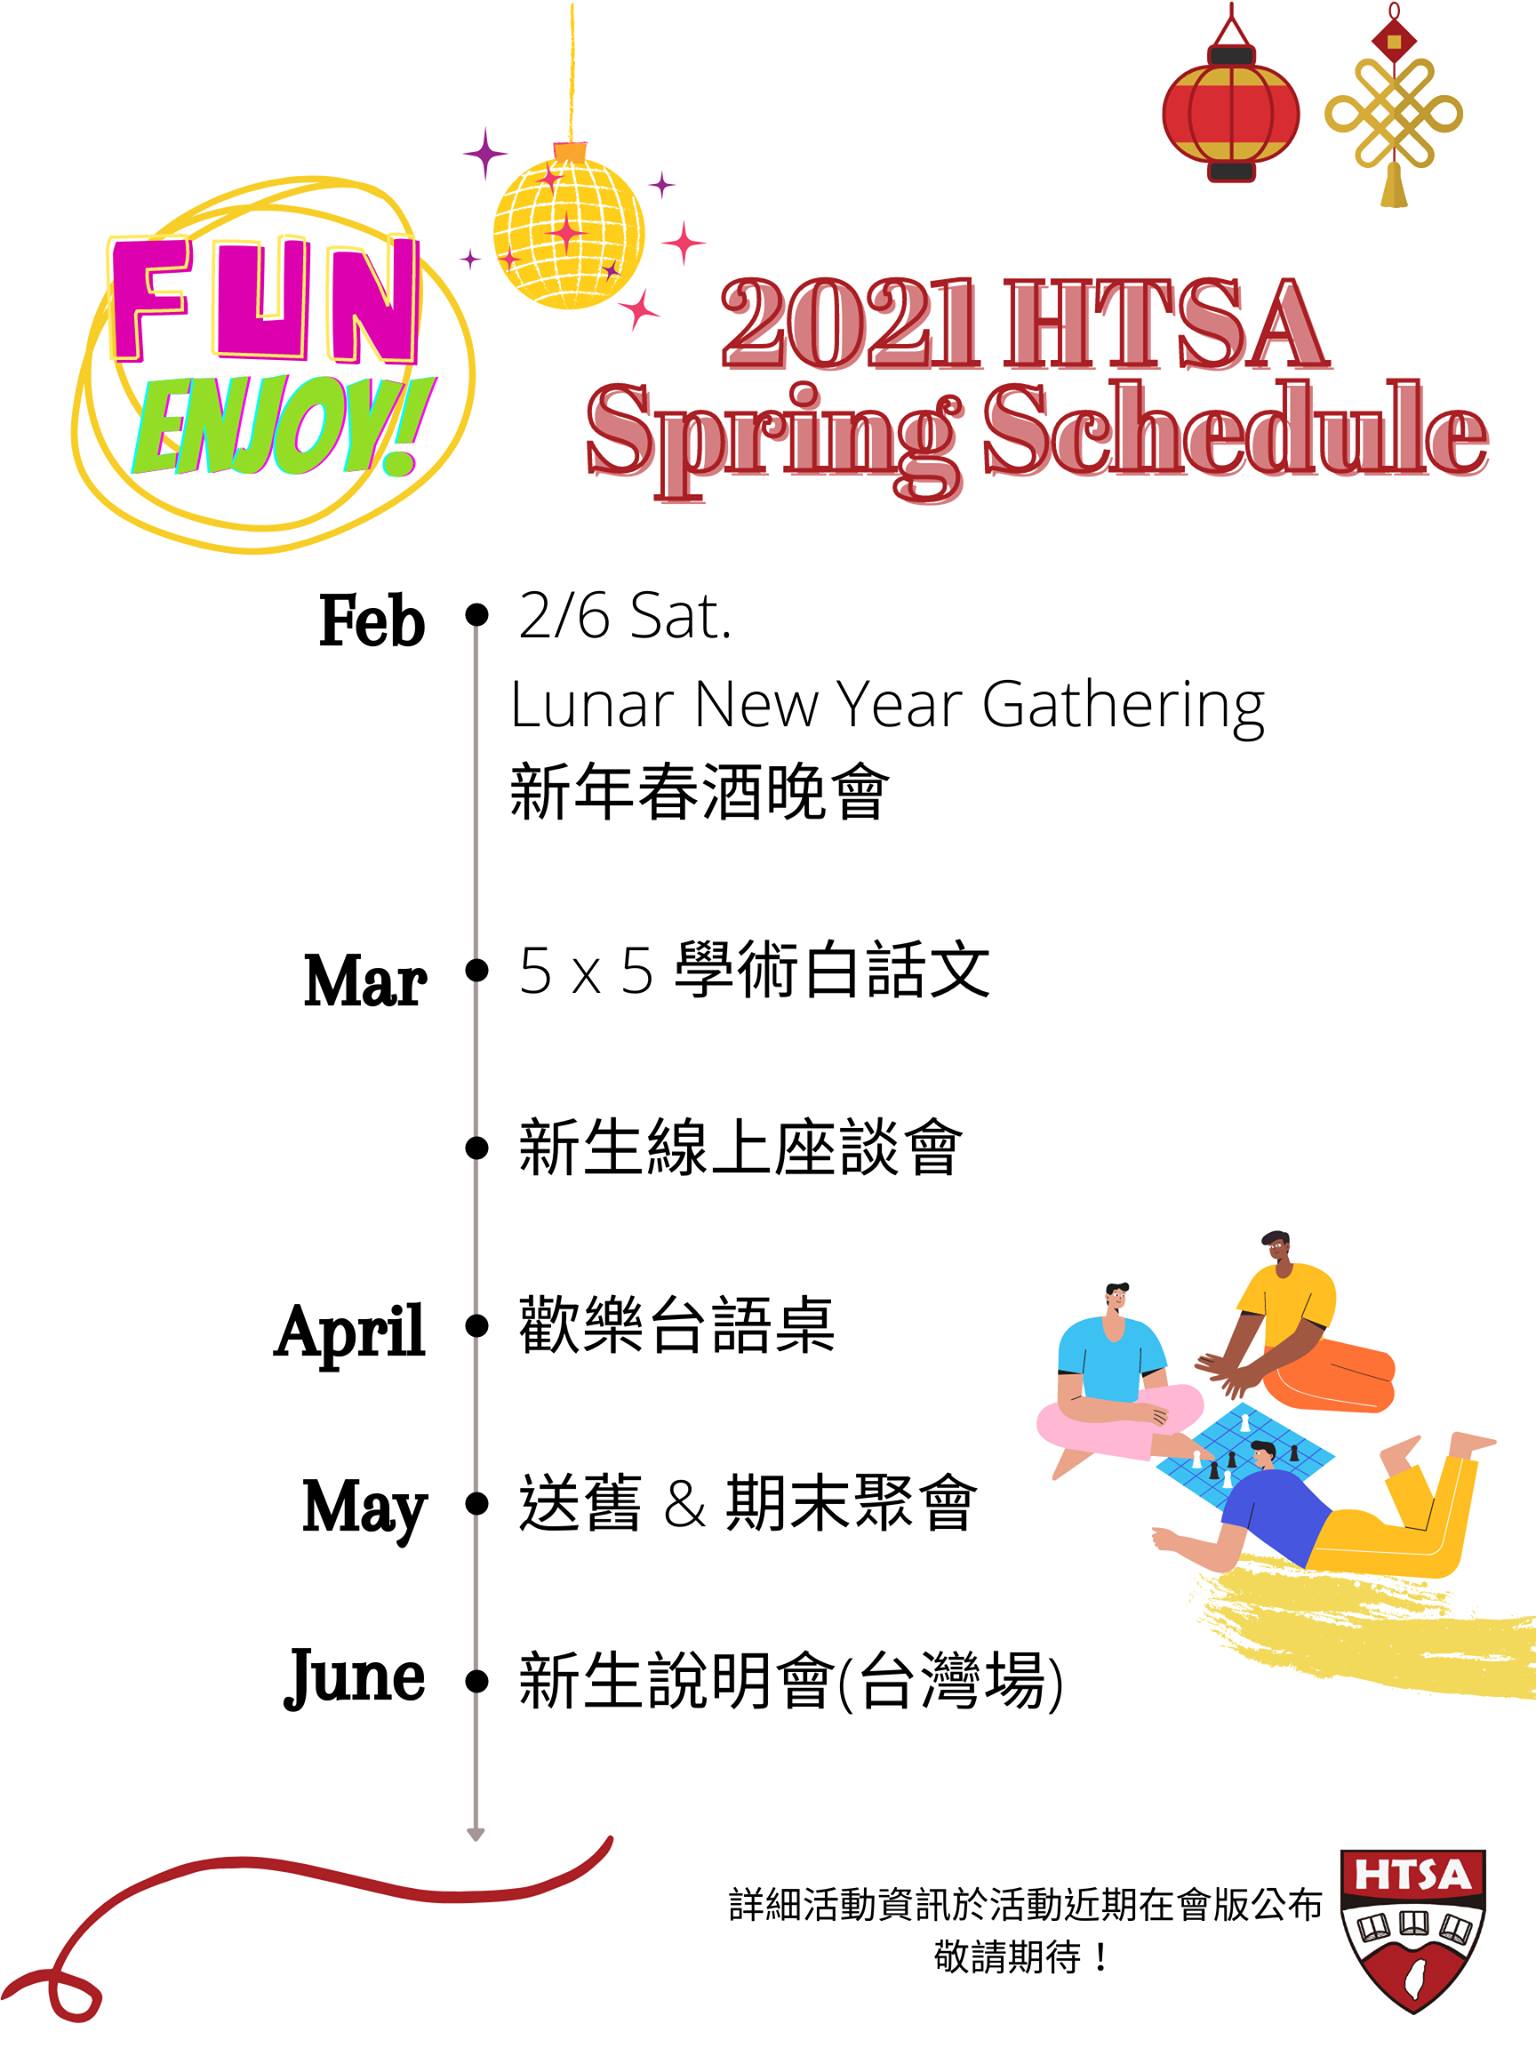 FUN
ENJOY!
2021 HTSA
Spring Schedule
Feb
2/6 Sat.
Lunar New Year Gathering
新年春酒晚會
Mar
5 x 5 學術白話文
新生線上座談會
April
歡樂台語桌
May
送舊 & 期末聚會
June
新生說明會(台灣場)
詳細活動資訊於活動近期在會版公布
敬請期待！
HTSA